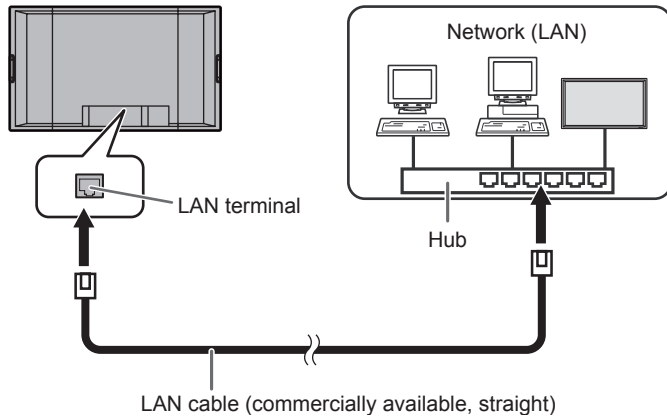 Network (LAN)
LAN terminal
Hub
LAN cable (commercially available, straight)